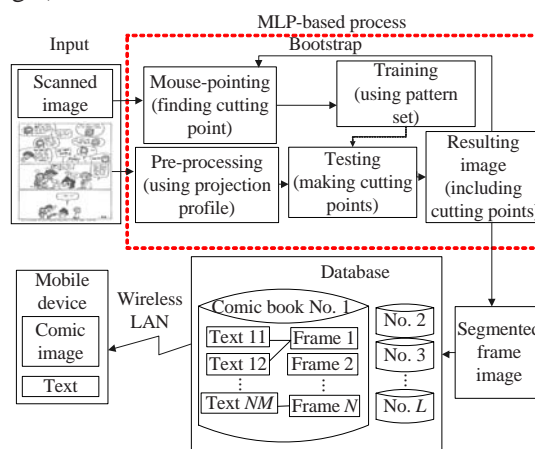 MLP-based process
Input
Bootstrap
Scanned
image
Mouse-pointing
(finding cutting
point)
Training
(using pattern
set)
Pre-processing
(using projection
profile)
Testing
(making cutting
points)
Resulting
image
(including
cutting points)
Database
Mobile
device
Comic
image
Text
Wireless
LAN
Comic book No. 1
Text 11
Frame 1
Text 12
Frame 2
Text NM
Frame N
No. 2
No. 3
No. L
Segmented
frame
image